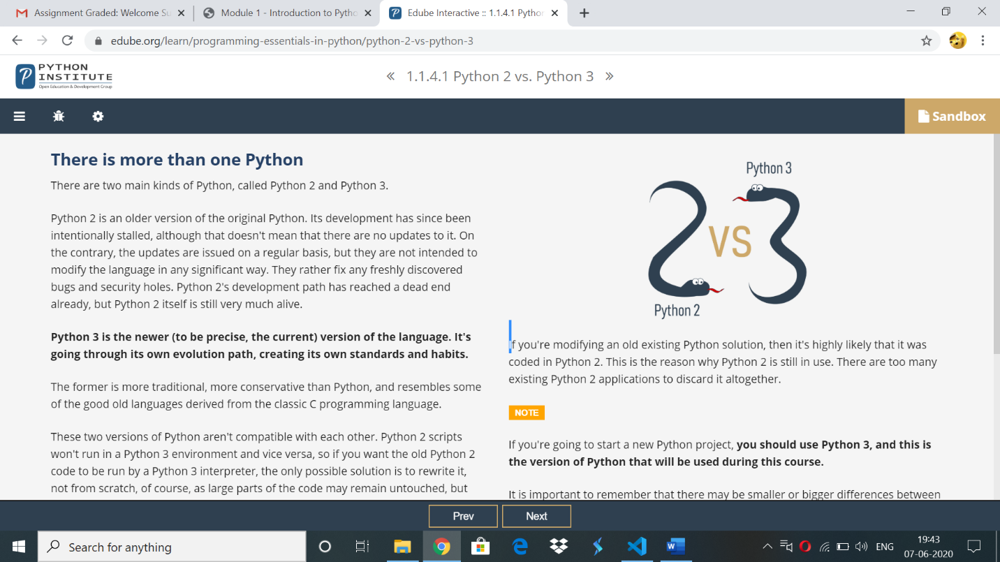 Assignment Graded: Welcome Su
Module 1 - Introduction to Pytho
Edube Interactive :: 1.1.4.1 Python
edube.org/learn/programming-essentials-in-python/python-2-vs-python-3
PYTHON
INSTITUTE
Open Education & Development Group
« 1.1.4.1 Python 2 vs. Python 3 »
Sandbox
There is more than one Python
There are two main kinds of Python, called Python 2 and Python 3.
Python 2 is an older version of the original Python. Its development has since been
intentionally stalled, although that doesn't mean that there are no updates to it. On
the contrary, the updates are issued on a regular basis, but they are not intended to
modify the language in any significant way. They rather fix any freshly discovered
bugs and security holes. Python 2's development path has reached a dead end
already, but Python 2 itself is still very much alive.
Python 3 is the newer (to be precise, the current) version of the language. It's
going through its own evolution path, creating its own standards and habits.
The former is more traditional, more conservative than Python, and resembles some
of the good old languages derived from the classic C programming language.
These two versions of Python aren't compatible with each other. Python 2 scripts
won't run in a Python 3 environment and vice versa, so if you want the old Python 2
code to be run by a Python 3 interpreter, the only possible solution is to rewrite it,
not from scratch, of course, as large parts of the code may remain untouched, but
Python 3
VS
Python 2
If you're modifying an old existing Python solution, then it's highly likely that it was
coded in Python 2. This is the reason why Python 2 is still in use. There are too many
existing Python 2 applications to discard it altogether.
NOTE
If you're going to start a new Python project, you should use Python 3, and this is
the version of Python that will be used during this course.
It is important to remember that there may be smaller or bigger differences between
Prev
Next
Search for anything
ENG
19:43
07-06-2020